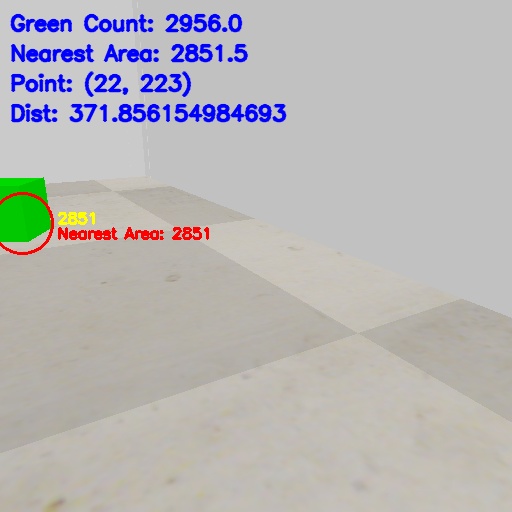 Green Count: 2956.0
Nearest Area: 2851.5
Point: (22, 223)
Dist: 371.856154984693
2851
Nearest Area: 2851